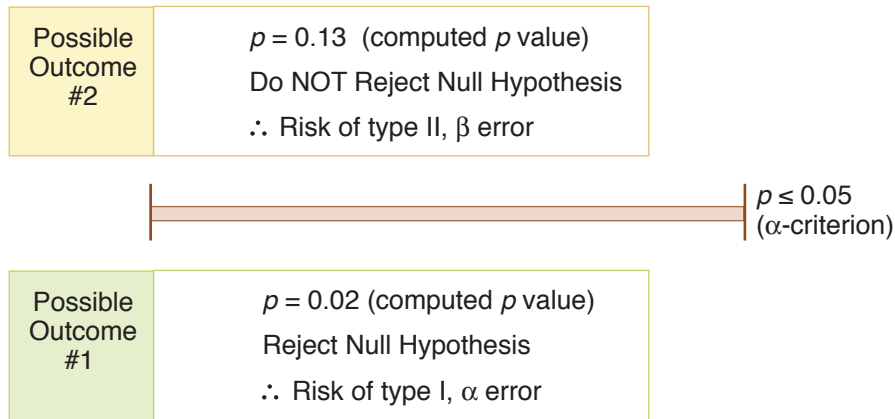 Possible
Outcome
#2
p = 0.13 (computed p value)
Do NOT Reject Null Hypothesis
∴ Risk of type II, β error
p ≤ 0.05
(α-criterion)
Possible
Outcome
#1
p = 0.02 (computed p value)
Reject Null Hypothesis
∴ Risk of type I, α error